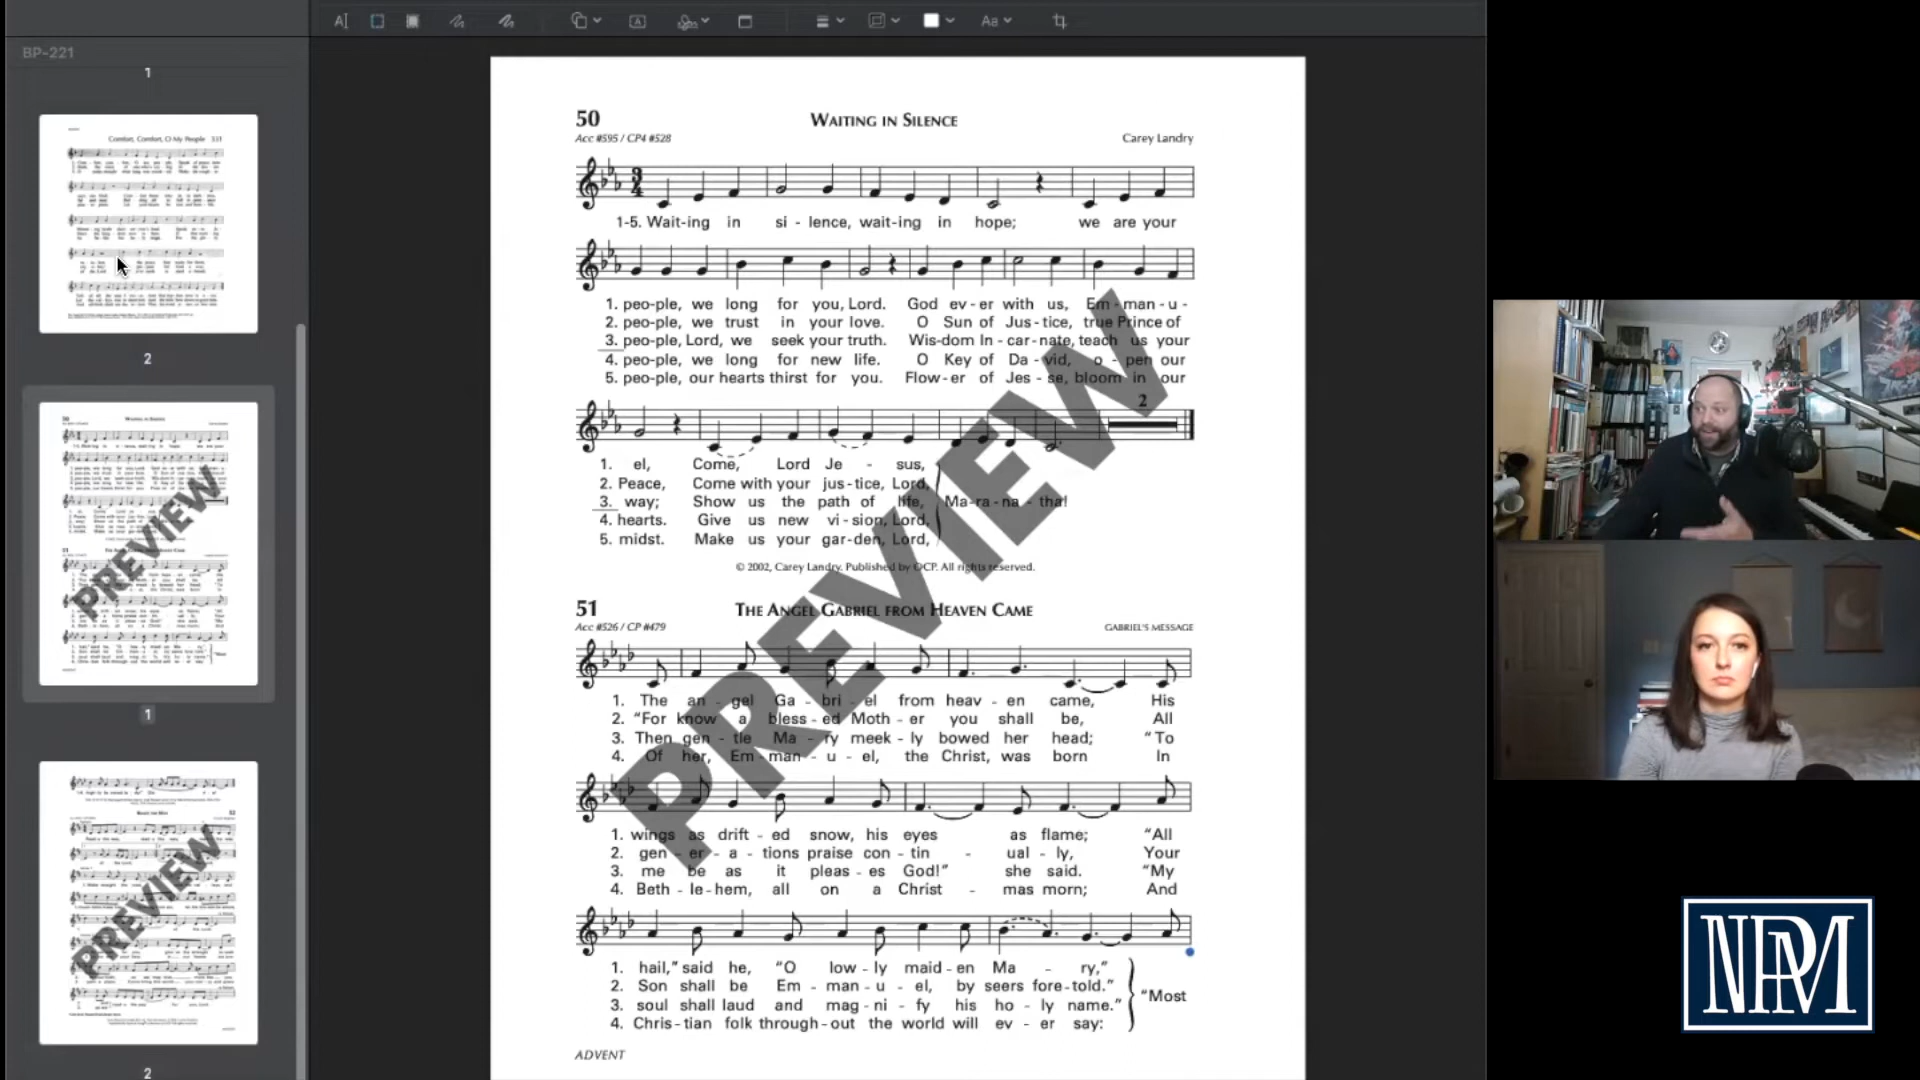 BP-221
1
Comfort, Comfort, O My People 331
2
1
2
50
WAITING IN SILENCE
Acc #595 / CP4 #528
Carey Landry
1-5. Wait-ing in si - lence, wait-ing in hope; we are your
1. peo-ple, we long for you, Lord. God ev-er with us, Em-man-u-
2. peo-ple, we trust in your love. O Sun of Jus-tice, true Prince of
3. peo-ple, Lord, we seek your truth. Wis-dom In-car-nate, teach us your
4. peo-ple, we long for new life. O Key of Da-vid, o - pen our
5. peo-ple, our hearts thirst for you. Flow-er of Jes-se, bloom in our
2
1. el, Come, Lord Je - sus,
2. Peace, Come with your jus-tice, Lord,
3. way; Show us the path of life, Ma-ra-na - tha!
4. hearts. Give us new vi-sion, Lord,
5. midst. Make us your gar-den, Lord,
© 2002, Carey Landry. Published by OCP. All rights reserved.
51
THE ANGEL GABRIEL FROM HEAVEN CAME
Acc #526 / CP #479
GABRIEL'S MESSAGE
1. The an - gel Ga - bri - el from heav - en came, His
2. “For know a bless - ed Moth - er you shall be, All
3. Then gen - tle Ma - ry meek - ly bowed her head; “To
4. Of her, Em - man - u - el, the Christ, was born In
1. wings as drift - ed snow, his eyes as flame; “All
2. gen - er - a - tions praise con - tin - ual - ly, Your
3. me be as it pleas - es God!” she said. “My
4. Beth - le - hem, all on a Christ - mas morn; And
1. hail,” said he, “O low - ly maid - en Ma - ry,”
2. Son shall be Em - man - u - el, by seers fore-told.”
3. soul shall laud and mag - ni - fy his ho - ly name.”
4. Chris-tian folk through-out the world will ev - er say:
“Most
ADVENT
PREVIEW
PREVIEW
PREVIEW
NPM